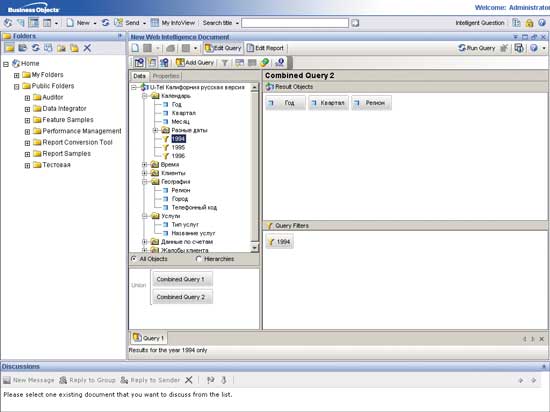 Business Objects
Welcome: Administrator
New
Send
My InfoView
Search title
Intelligent Question
Folders
Home
My Folders
Public Folders
Auditor
Data Integrator
Feature Samples
Performance Management
Report Conversion Tool
Report Samples
Тестовая
New Web Intelligence Document
Edit Query
Edit Report
Run Query
Add Query
Data
Properties
U-Tel Калифорния русская версия
Календарь
Год
Квартал
Месяц
Разные даты
1994
1995
1996
Время
Клиенты
География
Регион
Город
Телефонный код
Услуги
Тип услуг
Название услуг
Данные по счетам
Жалобы клиента
All Objects
Hierarchies
Union
Combined Query 1
Combined Query 2
Combined Query 2
Result Objects
Год
Квартал
Регион
Query Filters
1994
Query 1
Results for the year 1994 only
Discussions
New Message
Reply to Group
Reply to Sender
Please select one existing document that you want to discuss from the list.